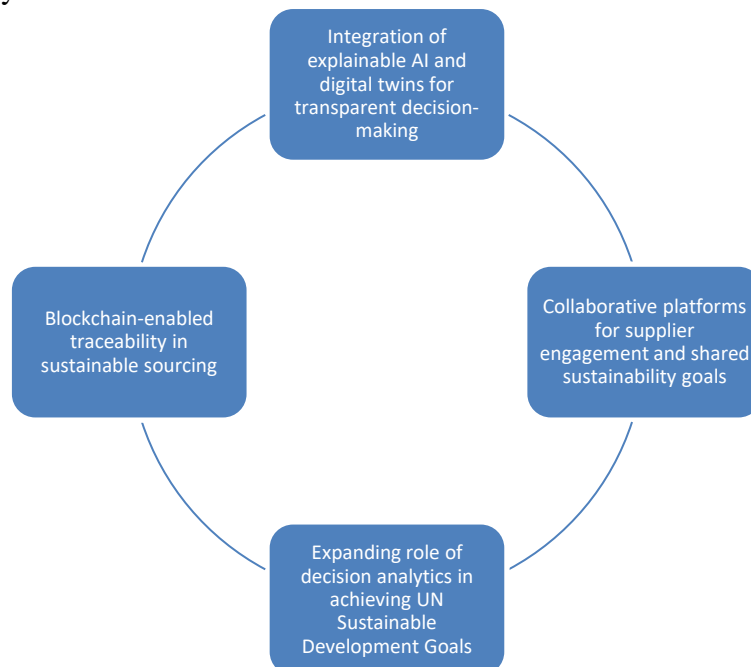 y
Integration of
explainable AI and
digital twins for
transparent decision-
making
Blockchain-enabled
traceability in
sustainable sourcing
Collaborative platforms
for supplier
engagement and shared
sustainability goals
Expanding role of
decision analytics in
achieving UN
Sustainable
Development Goals